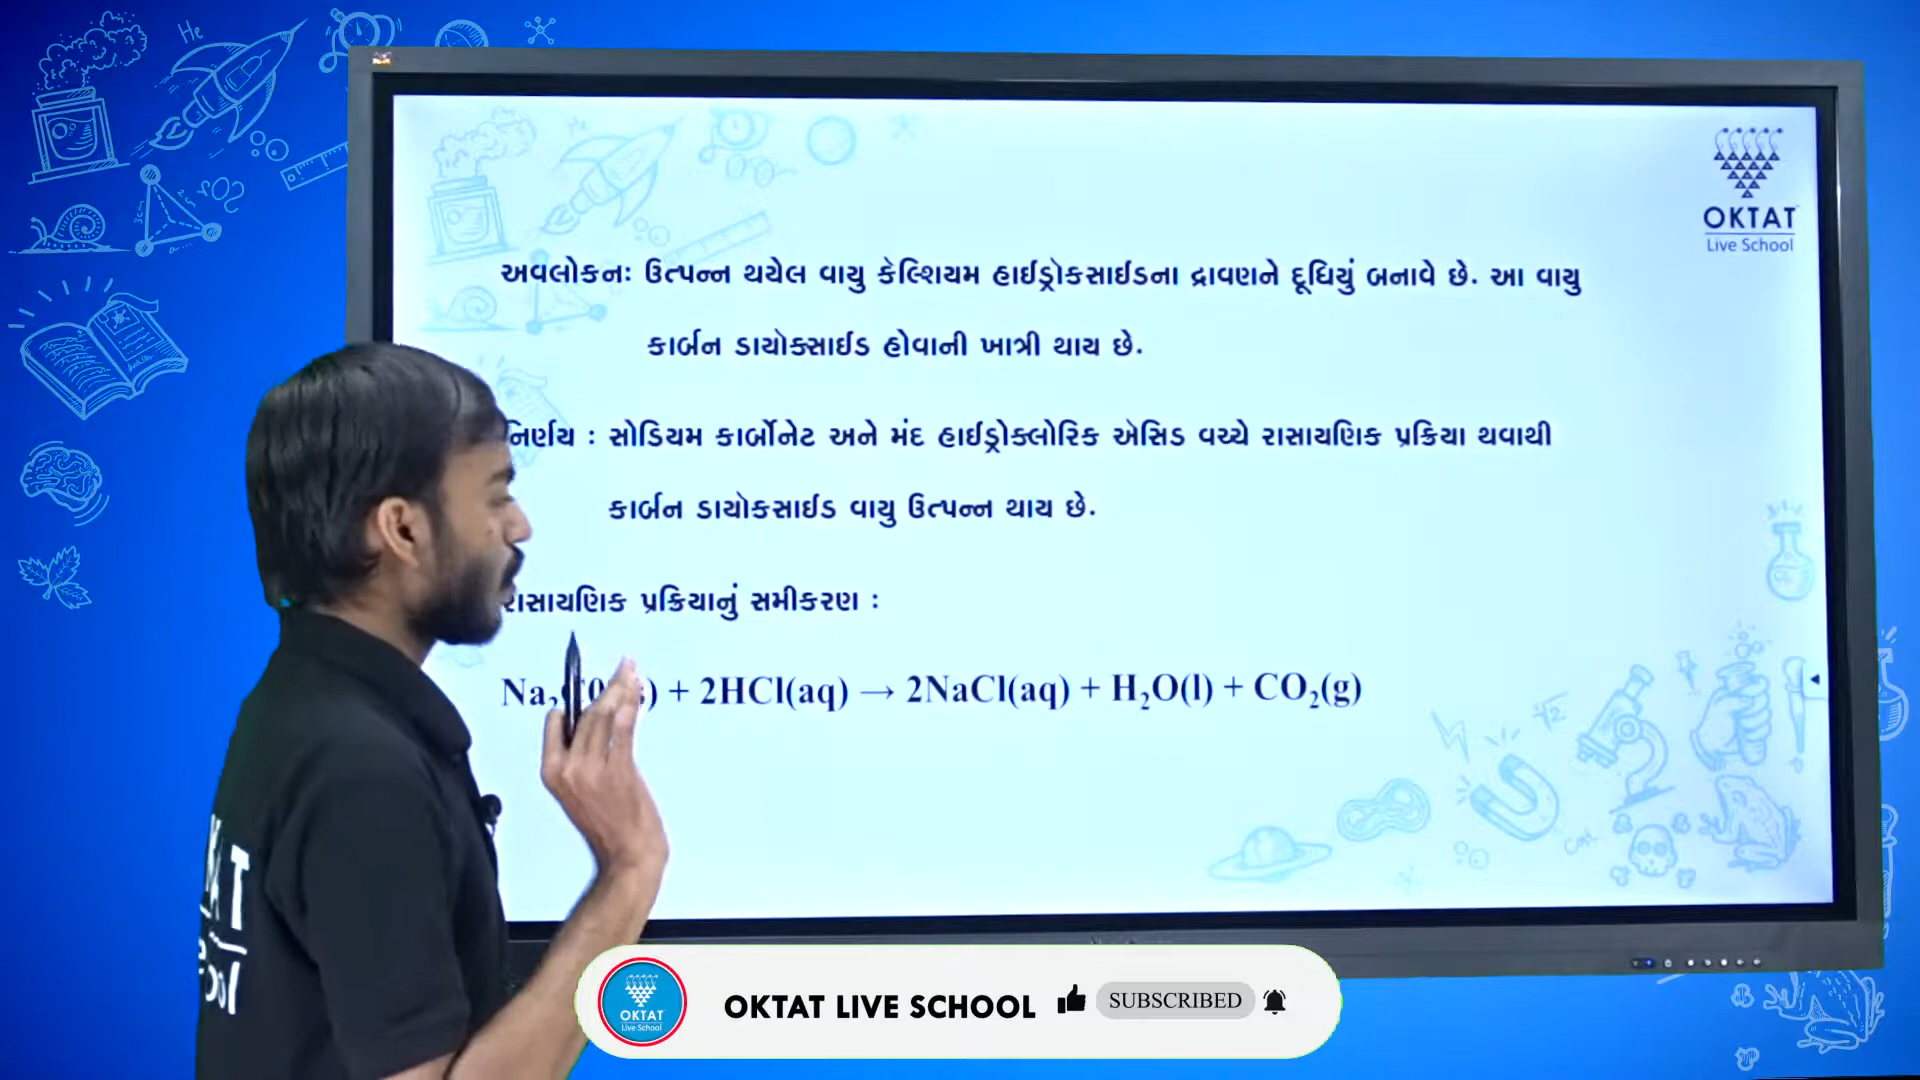 OKTAT
Live School
અવલોકનઃ ઉત્પન્ન થયેલ વાયુ કેલ્શિયમ હાઈડ્રોકસાઈડના દ્રાવણને દૂધિયું બનાવે છે. આ વાયુ
કાર્બન ડાયોક્સાઈડ હોવાની ખાત્રી થાય છે.
નિર્ણય : સોડિયમ કાર્બોનેટ અને મંદ હાઈડ્રોક્લોરિક એસિડ વચ્ચે રાસાયણિક પ્રક્રિયા થવાથી
કાર્બન ડાયોકસાઈડ વાયુ ઉત્પન્ન થાય છે.
રાસાયણિક પ્રક્રિયાનું સમીકરણ :
+ 2HCl(aq) → 2NaCl(aq) + H₂O(l) + CO₂(g)
OKTAT
Live School
OKTAT LIVE SCHOOL
SUBSCRIBED